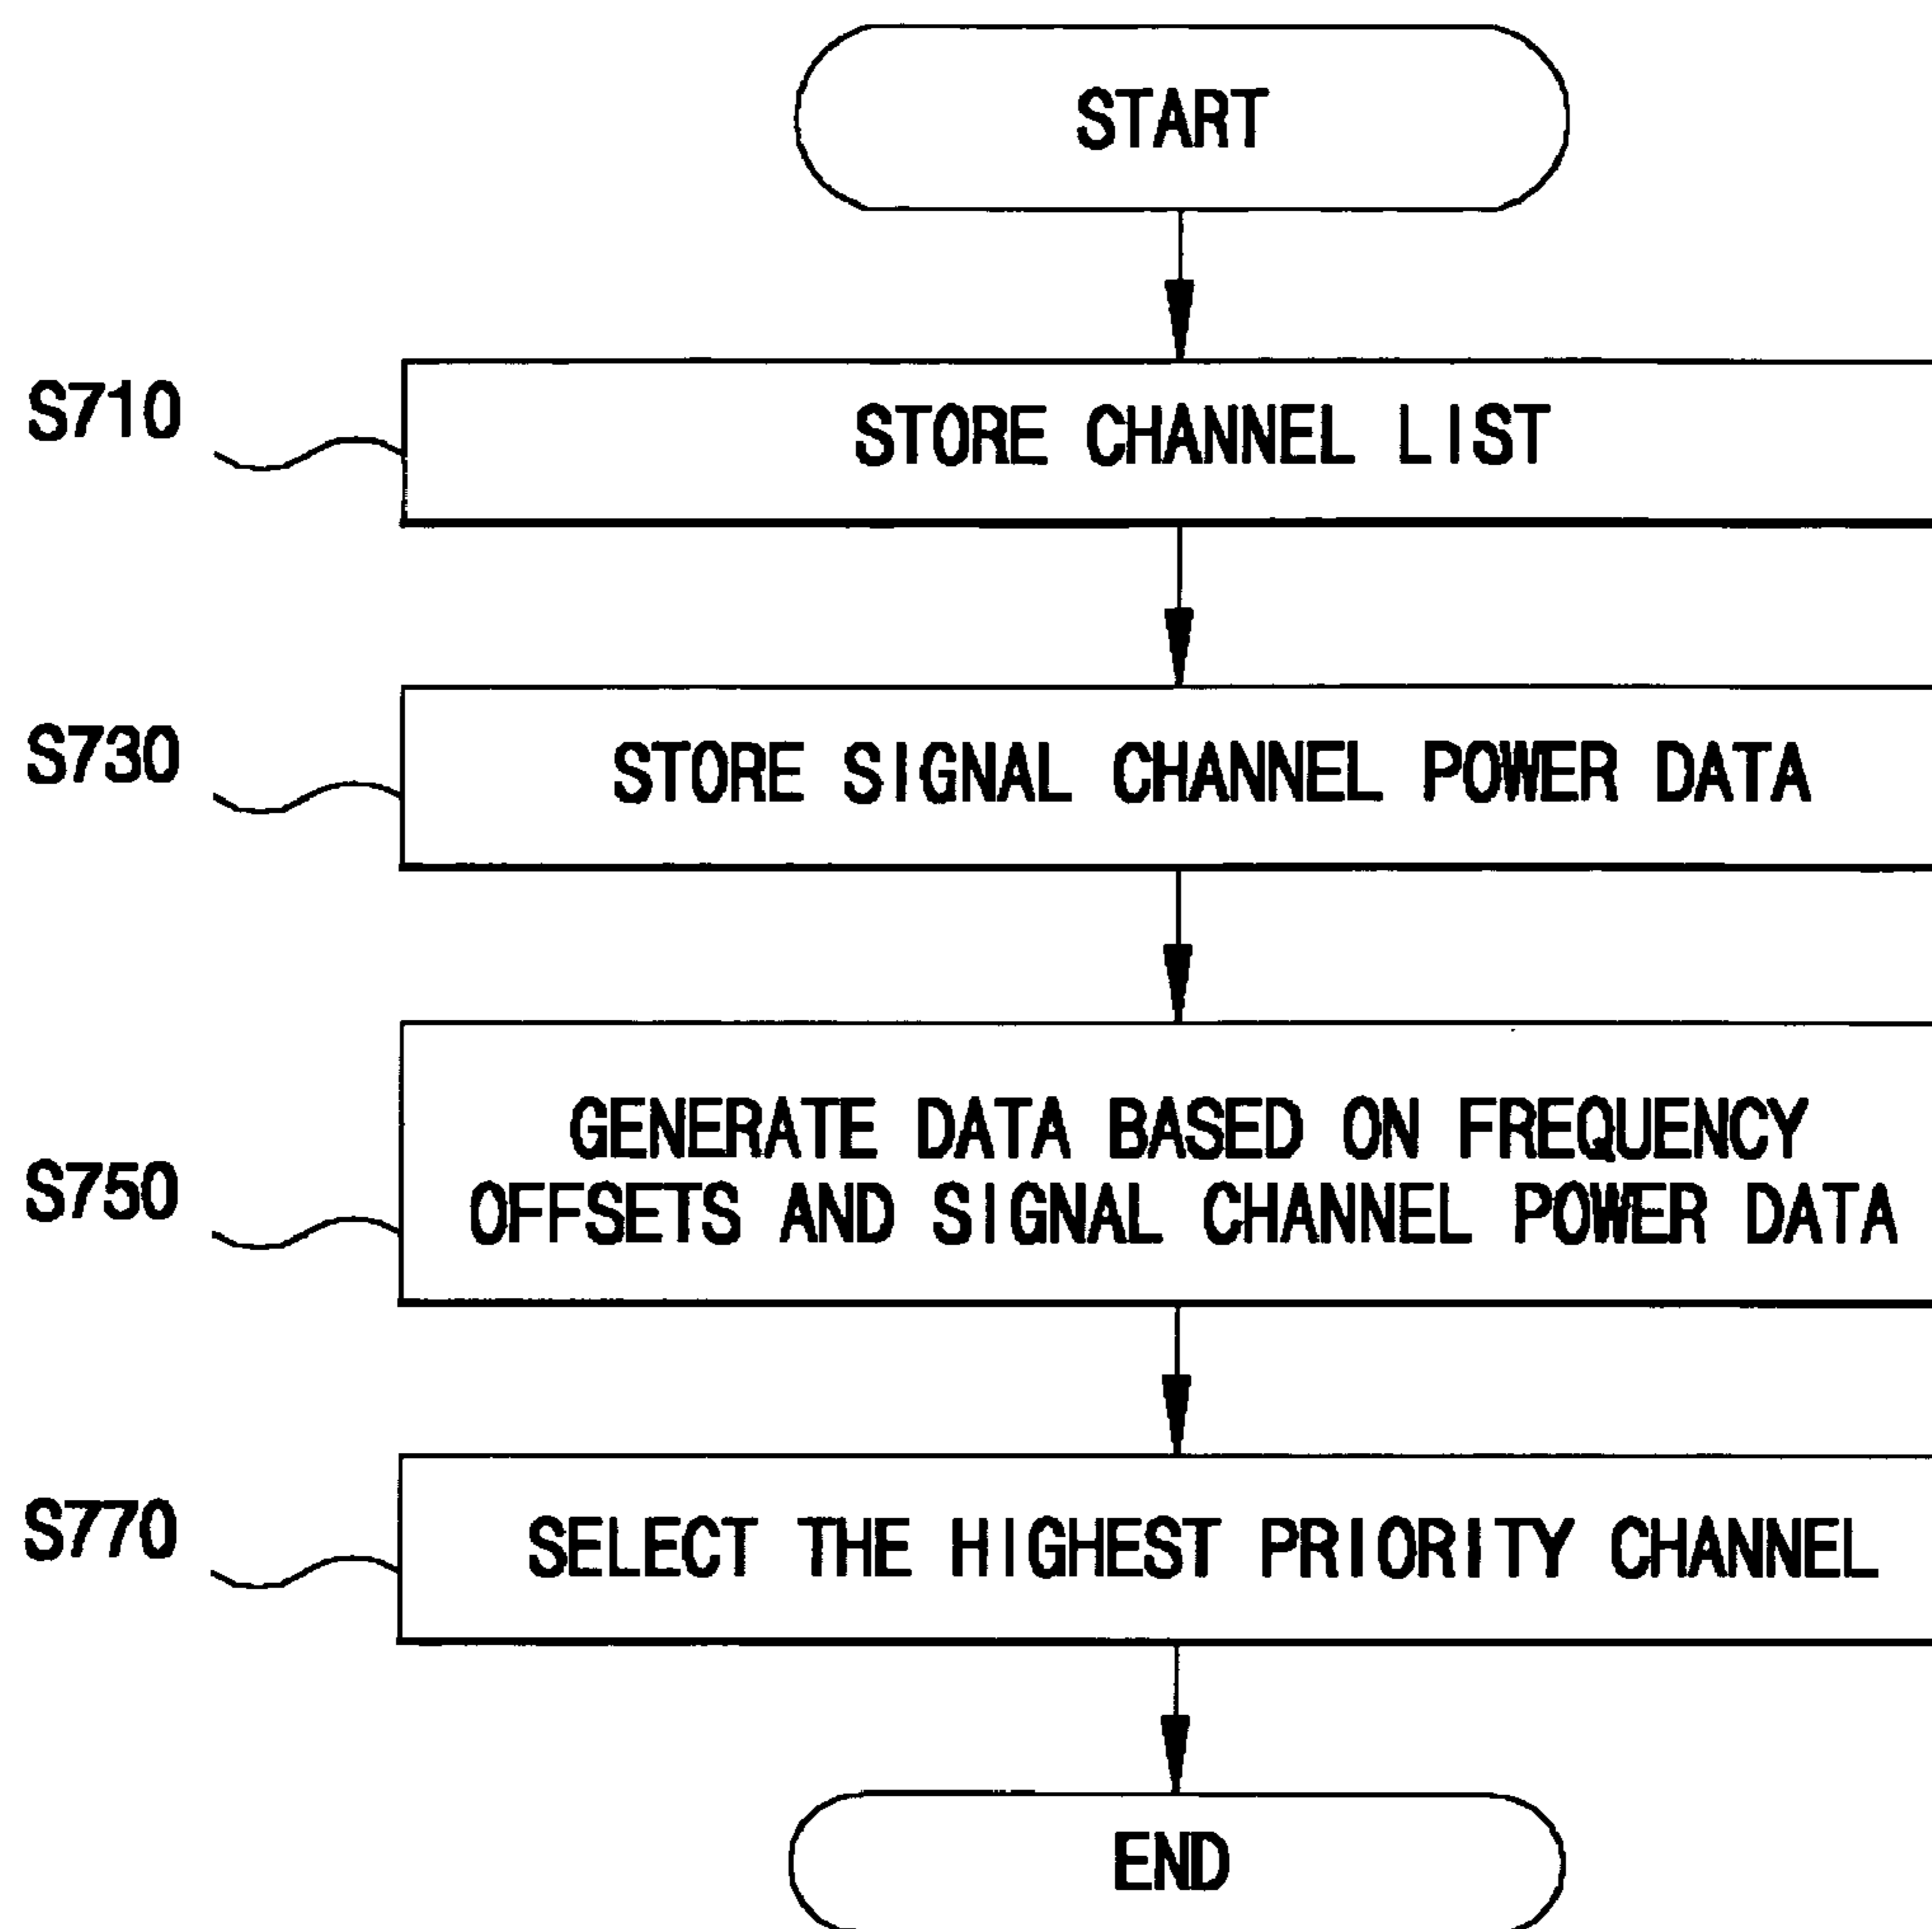 START
S710
STORE CHANNEL LIST
S730
STORE SIGNAL CHANNEL POWER DATA
S750
GENERATE DATA BASED ON FREQUENCY
OFFSETS AND SIGNAL CHANNEL POWER DATA
S770
SELECT THE HIGHEST PRIORITY CHANNEL
END